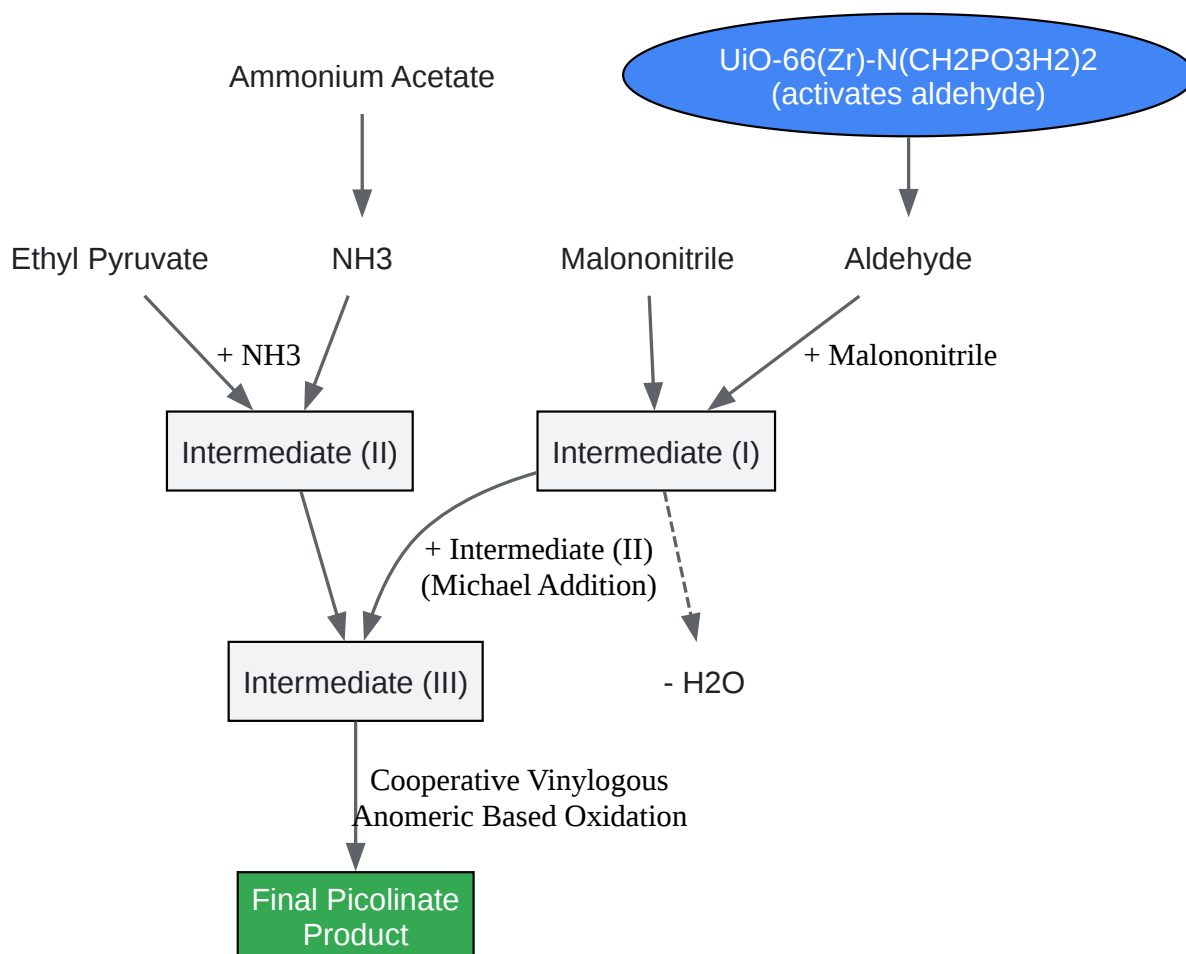 UiO-66(Zr)-N(CH2PO3H2)2
(activates aldehyde)
Ammonium Acetate
Ethyl Pyruvate
NH3
Malononitrile
Aldehyde
+ NH3
+ Malononitrile
Intermediate (II)
Intermediate (I)
+ Intermediate (II)
(Michael Addition)
Intermediate (III)
- H2O
Cooperative Vinylogous
Anomeric Based Oxidation
Final Picolinate
Product